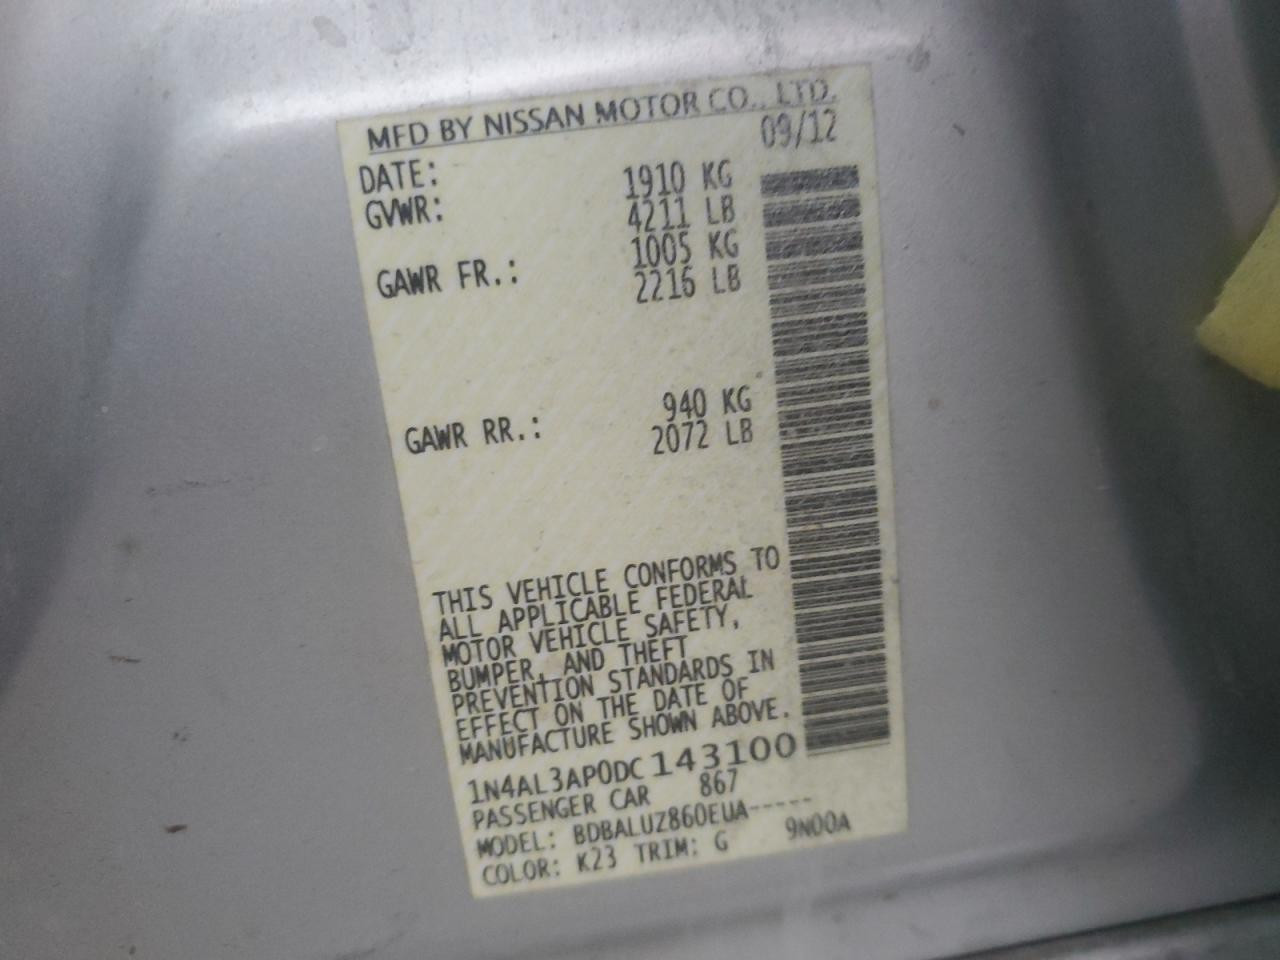 MFD BY NISSAN MOTOR CO., LTD.
DATE: 09/12
GVWR: 1910 KG
4211 LB
GAWR FR.: 1005 KG
2216 LB
GAWR RR.: 940 KG
2072 LB
THIS VEHICLE CONFORMS TO
ALL APPLICABLE FEDERAL
MOTOR VEHICLE SAFETY,
BUMPER, AND THEFT
PREVENTION STANDARDS IN
EFFECT ON THE DATE OF
MANUFACTURE SHOWN ABOVE.
1N4AL3AP0DC143100
PASSENGER CAR 867
MODEL: BDBALUZ860EUA-----
COLOR: K23 TRIM: G 9N00A